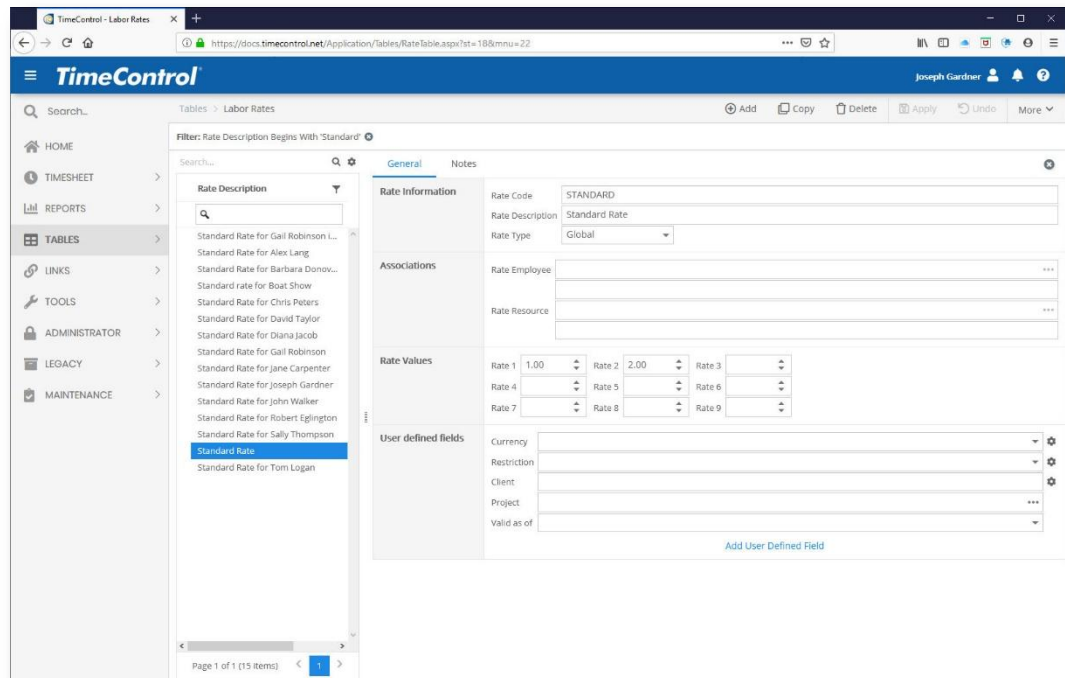 TimeControl - Labor Rates
https://docs.timecontrol.net/Application/Tables/RateTable.aspx?st=18&mnu=22
TimeControl
Joseph Gardner
Search...
Tables > Labor Rates
Add Copy Delete Apply Undo More
Filter: Rate Description Begins With 'Standard'
HOME
TIMESHEET
REPORTS
TABLES
LINKS
TOOLS
ADMINISTRATOR
LEGACY
MAINTENANCE
Search...
Rate Description
Standard Rate for Gail Robinson i...
Standard Rate for Alex Lang
Standard Rate for Barbara Donov...
Standard rate for Boat Show
Standard Rate for Chris Peters
Standard Rate for David Taylor
Standard Rate for Diana Jacob
Standard Rate for Gail Robinson
Standard Rate for Jane Carpenter
Standard Rate for Joseph Gardner
Standard Rate for John Walker
Standard Rate for Robert Eglington
Standard Rate for Sally Thompson
Standard Rate
Standard Rate for Tom Logan
Page 1 of 1 (15 items) < 1 >
General Notes
Rate Information
Rate Code STANDARD
Rate Description Standard Rate
Rate Type Global
Associations
Rate Employee
Rate Resource
Rate Values
Rate 1 1.00 Rate 2 2.00 Rate 3
Rate 4 Rate 5 Rate 6
Rate 7 Rate 8 Rate 9
User defined fields
Currency
Restriction
Client
Project
Valid as of
Add User Defined Field